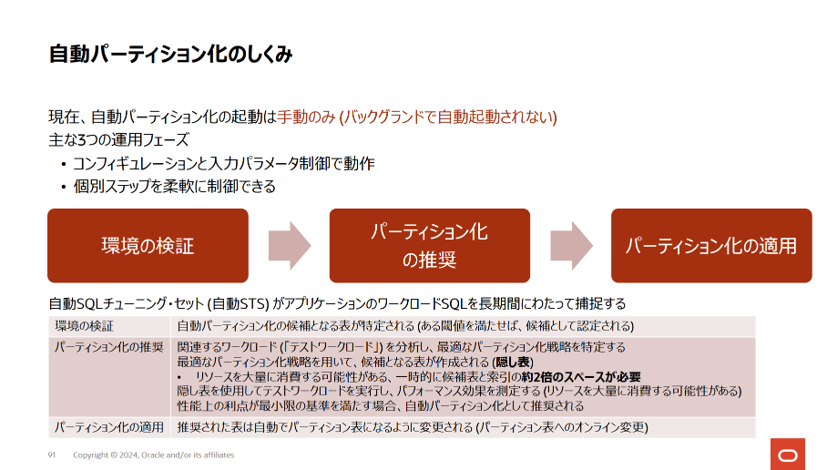 自動パーティション化のしくみ
現在、自動パーティション化の起動は手動のみ (バックグランドで自動起動されない)
主な3つの運用フェーズ
• コンフィギュレーションと入力パラメータ制御で動作
• 個別ステップを柔軟に制御できる
環境の検証
パーティション化
の推奨
パーティション化の適用
自動SQLチューニング・セット (自動STS) がアプリケーションのワークロードSQLを長期間にわたって捕捉する
環境の検証 自動パーティション化の候補となる表が特定される (ある閾値を満たせば、候補として認定される)
パーティション化の推奨 関連するワークロード (「テストワークロード」) を分析し、最適なパーティション化戦略を特定する
最適なパーティション化戦略を用いて、候補となる表が作成される (隠し表)
• リソースを大量に消費する可能性がある、一時的に候補表と索引の約2倍のスペースが必要
隠し表を使用してテストワークロードを実行し、パフォーマンス効果を測定する (リソースを大量に消費する可能性がある)
性能上の利点が最小限の基準を満たす場合、自動パーティション化として推奨される
パーティション化の適用 推奨された表は自動でパーティション表になるように変更される (パーティション表へのオンライン変更)
91 Copyright © 2024, Oracle and/or its affiliates